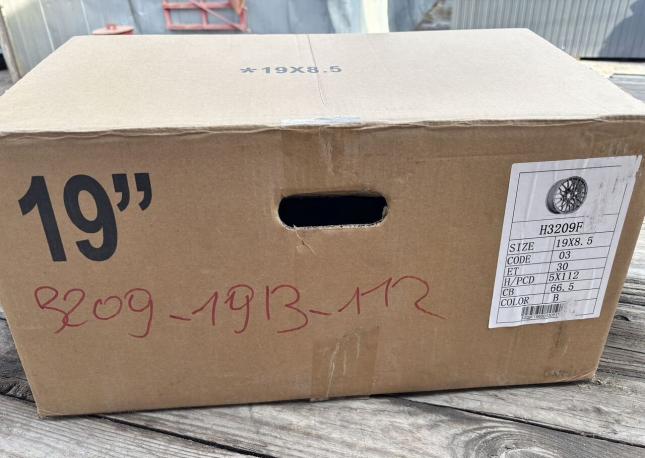 *19X8.5
19”
3209-19B-112
H3209F
SIZE 19X8.5
CODE 03
ET 30
H/PCD 5X112
CB 66.5
COLOR B